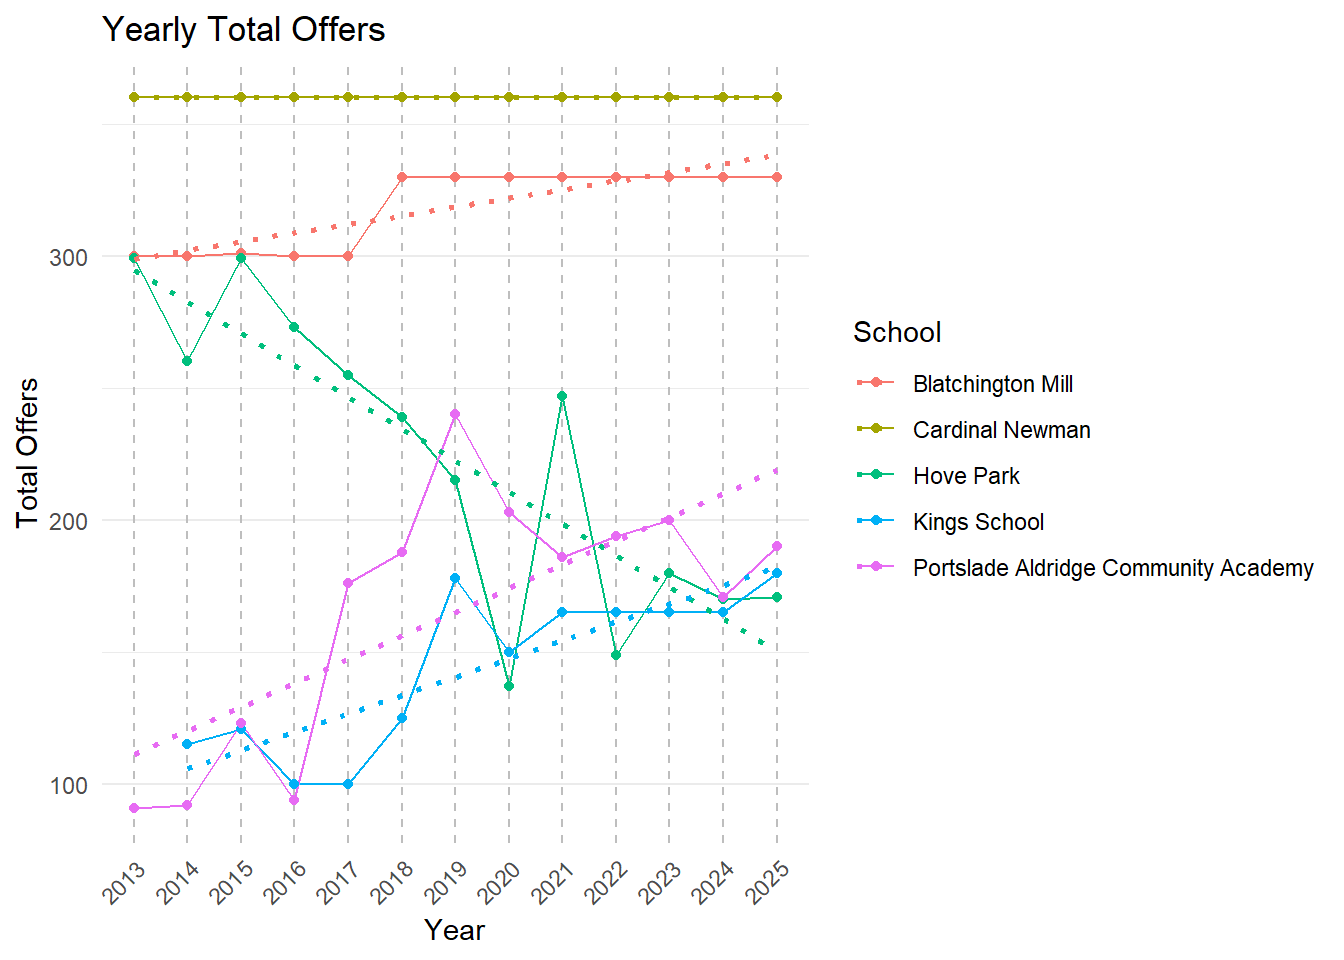 Yearly Total Offers
Total Offers
300
200
100
2013
2014
2015
2016
2017
2018
2019
2020
2021
2022
2023
2024
2025
Year
School
Blatchington Mill
Cardinal Newman
Hove Park
Kings School
Portslade Aldridge Community Academy